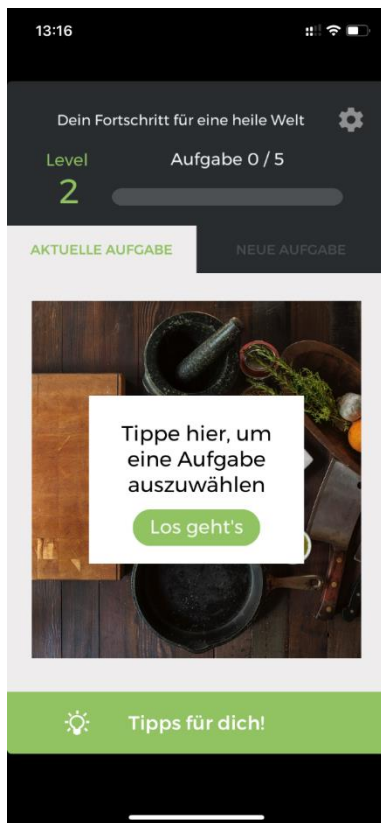 13:16
Dein Fortschritt für eine heile Welt
Level
Aufgabe 0 / 5
2
AKTUELLE AUFGABE
NEUE AUFGABE
Tippe hier, um
eine Aufgabe
auszuwählen
Los geht's
Tipps für dich!